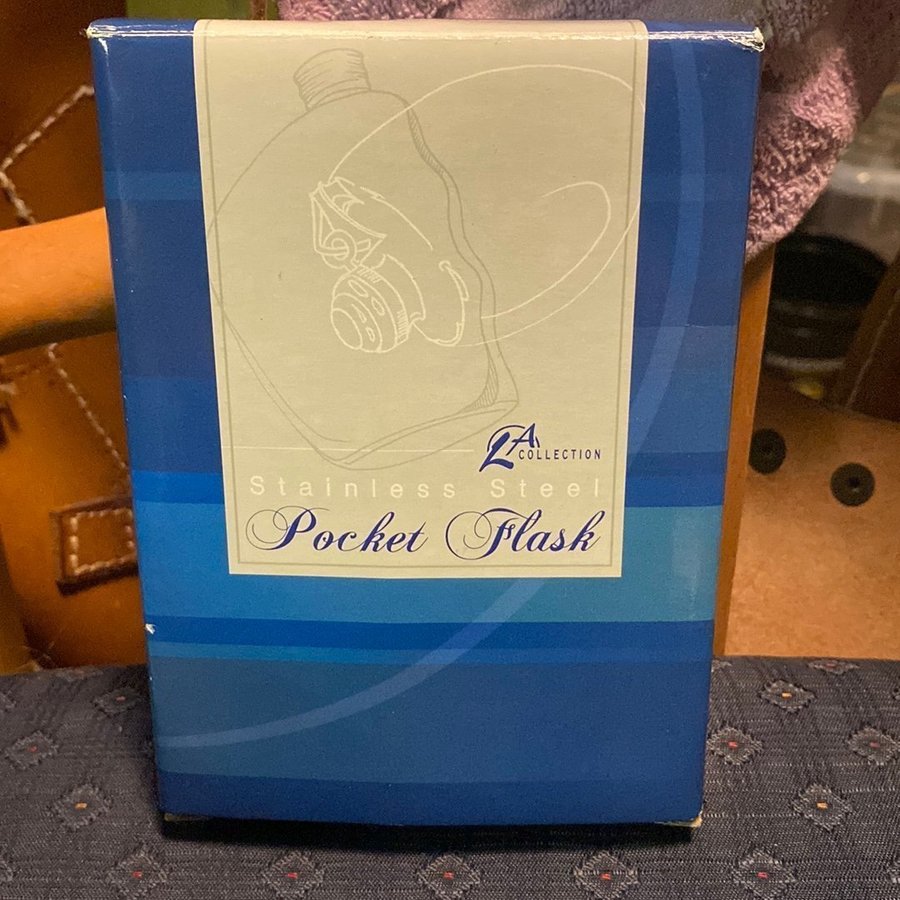 LA
COLLECTION
Stainless Steel
Pocket Flask